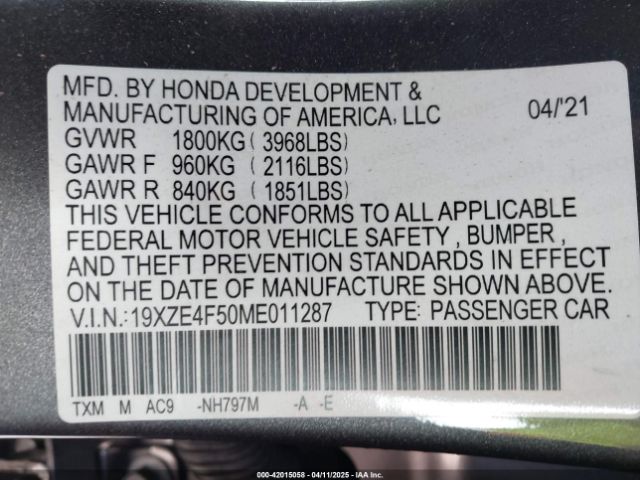 MFD. BY HONDA DEVELOPMENT &
MANUFACTURING OF AMERICA, LLC 04/'21
GVWR 1800KG ( 3968LBS)
GAWR F 960KG ( 2116LBS)
GAWR R 840KG ( 1851LBS)
THIS VEHICLE CONFORMS TO ALL APPLICABLE
FEDERAL MOTOR VEHICLE SAFETY , BUMPER ,
AND THEFT PREVENTION STANDARDS IN EFFECT
ON THE DATE OF MANUFACTURE SHOWN ABOVE.
V.I.N.:19XZE4F50ME011287 TYPE: PASSENGER CAR
TXM M AC9 -NH797M -A -E
000-42015058 - 04/11/2025 - IAA Inc.